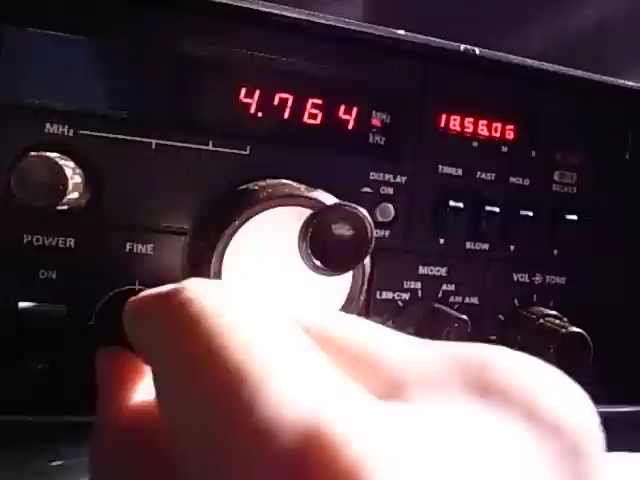 4.764
MHz
kHz
18.56.06
MHz
DISPLAY
ON
OFF
TIMER FAST HOLD
SELECT
SLOW
POWER
ON
FINE
MODE
USB AM
LSB·CW AM ANL
VOL TONE